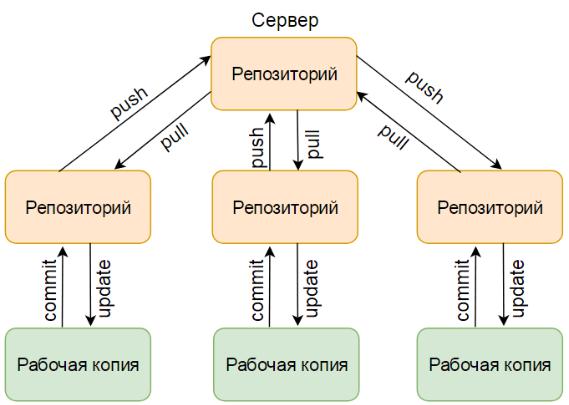 Сервер
Репозиторий
push
pull
push
pull
push
pull
Репозиторий
Репозиторий
Репозиторий
commit
update
commit
update
commit
update
Рабочая копия
Рабочая копия
Рабочая копия